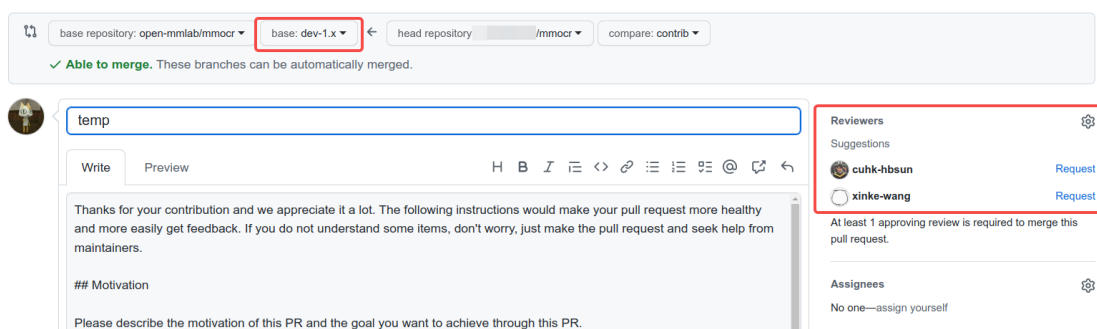 base repository: open-mmlab/mmocr base: dev-1.x head repository /mmocr compare: contrib
Able to merge. These branches can be automatically merged.
temp
Write Preview
Thanks for your contribution and we appreciate it a lot. The following instructions would make your pull request more healthy
and more easily get feedback. If you do not understand some items, don't worry, just make the pull request and seek help from
maintainers.
## Motivation
Please describe the motivation of this PR and the goal you want to achieve through this PR.
Reviewers
Suggestions
cuhk-hbsun Request
xinke-wang Request
At least 1 approving review is required to merge this
pull request.
Assignees
No one—assign yourself